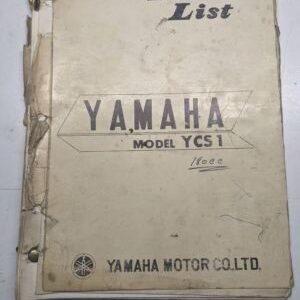 List
YAMAHA
MODEL YCS1
180cc
YAMAHA MOTOR CO.LTD.